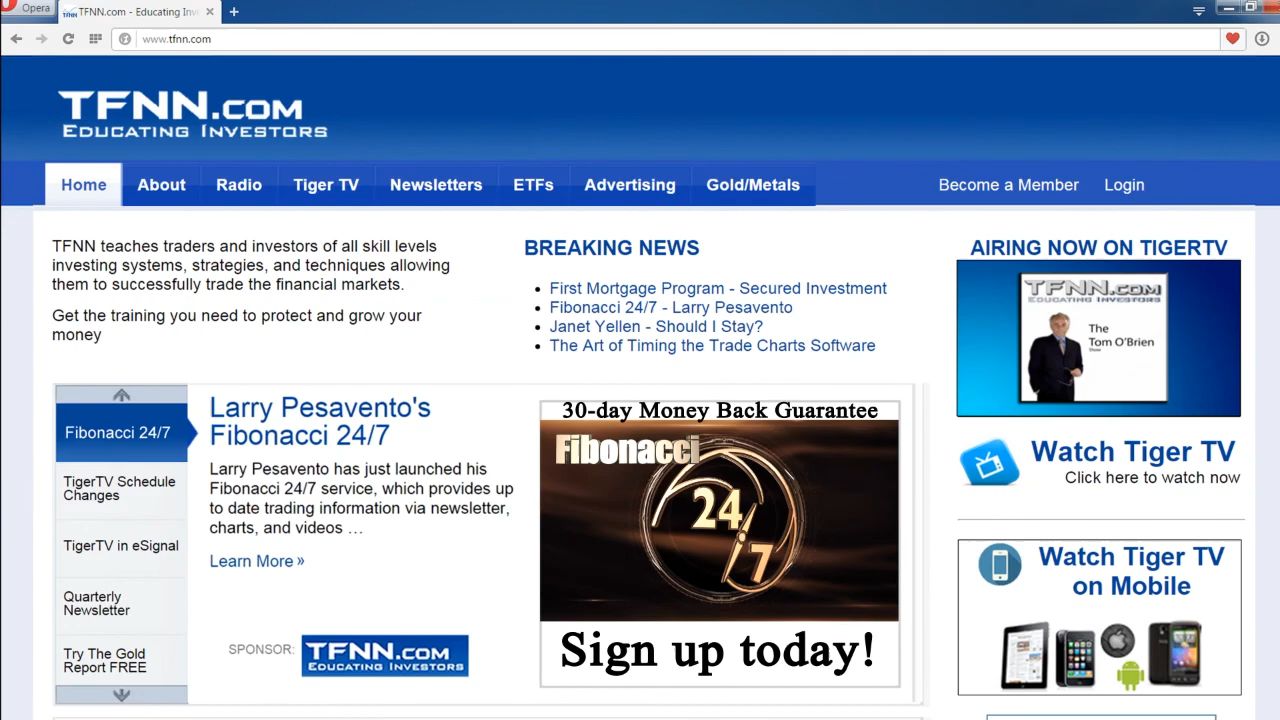 Opera
TFNN.com - Educating Inv
www.tfnn.com
TFNN.COM
EDUCATING INVESTORS
Home
About
Radio
Tiger TV
Newsletters
ETFs
Advertising
Gold/Metals
Become a Member
Login
TFNN teaches traders and investors of all skill levels
investing systems, strategies, and techniques allowing
them to successfully trade the financial markets.
Get the training you need to protect and grow your
money
BREAKING NEWS
First Mortgage Program - Secured Investment
Fibonacci 24/7 - Larry Pesavento
Janet Yellen - Should I Stay?
The Art of Timing the Trade Charts Software
AIRING NOW ON TIGERTV
TFNN.COM
EDUCATING INVESTORS
The
Tom O'Brien
Show
Watch Tiger TV
Click here to watch now
Watch Tiger TV
on Mobile
Fibonacci 24/7
TigerTV Schedule
Changes
TigerTV in eSignal
Quarterly
Newsletter
Try The Gold
Report FREE
Larry Pesavento's
Fibonacci 24/7
Larry Pesavento has just launched his
Fibonacci 24/7 service, which provides up
to date trading information via newsletter,
charts, and videos …
Learn More »
SPONSOR:
TFNN.COM
EDUCATING INVESTORS
30-day Money Back Guarantee
Fibonacci
24
7
Sign up today!